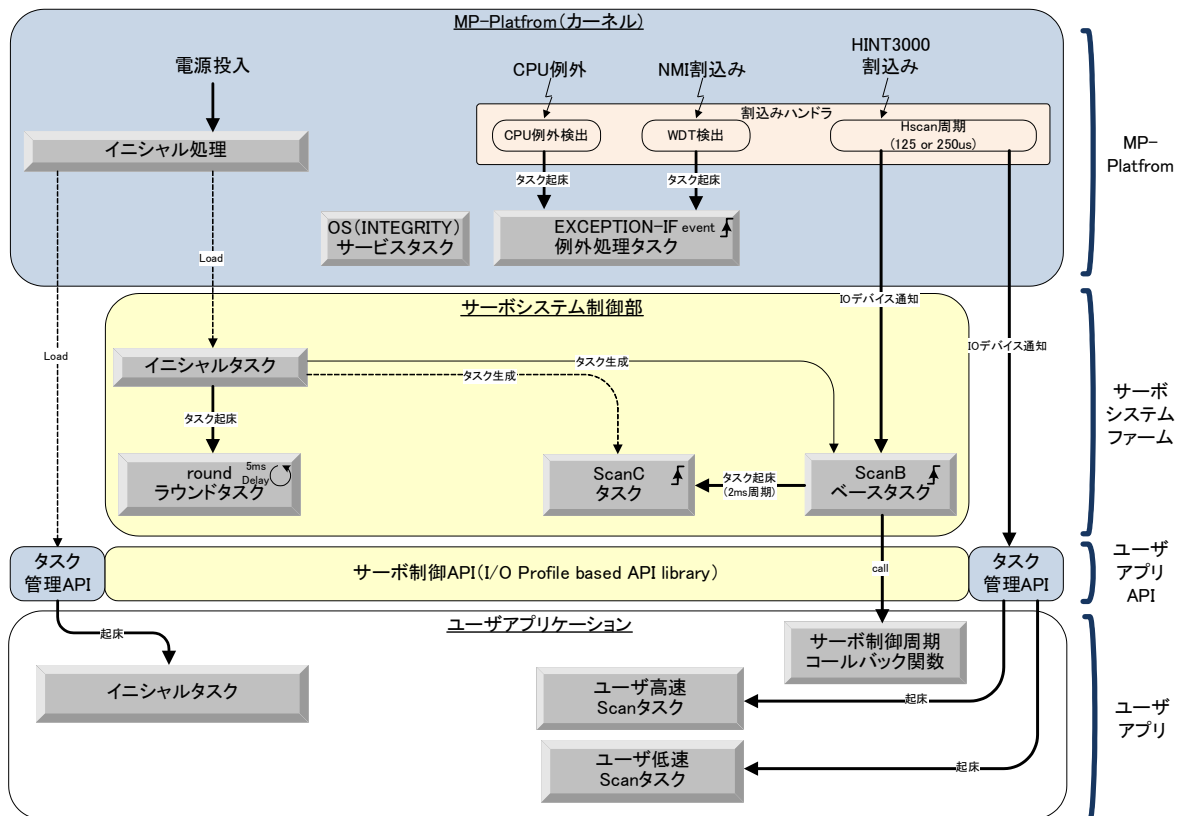 MP-Platfrom(カーネル)
電源投入
CPU例外
NMI割込み
HINT3000
割込み
割込みハンドラ
CPU例外検出
WDT検出
Hscan周期
(125 or 250us)
イニシャル処理
タスク起床
タスク起床
OS(INTEGRITY)
サービスタスク
EXCEPTION-IF event
例外処理タスク
MP-
Platfrom
Load
IOデバイス通知
サーボシステム制御部
Load
IOデバイス通知
イニシャルタスク
タスク生成
タスク生成
タスク起床
サーボ
システム
ファーム
round
ラウンドタスク
5ms
Delay
ScanC
タスク
タスク起床
(2ms周期)
ScanB
ベースタスク
タスク
管理API
サーボ制御API(I/O Profile based API library)
call
タスク
管理API
ユーザ
アプリ
API
ユーザアプリケーション
起床
サーボ制御周期
コールバック関数
イニシャルタスク
ユーザ高速
Scanタスク
起床
ユーザ
アプリ
ユーザ低速
Scanタスク
起床